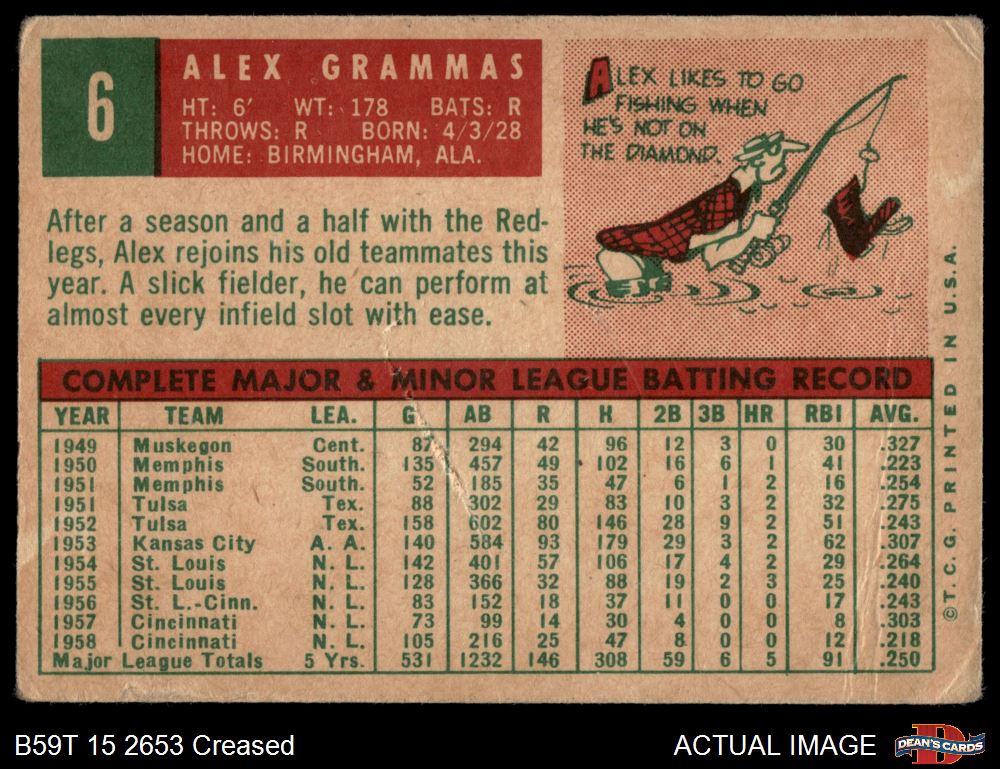 6
ALEX GRAMMAS
HT: 6' WT: 178 BATS: R
THROWS: R BORN: 4/3/28
HOME: BIRMINGHAM, ALA.
ALEX LIKES TO GO
FISHING WHEN
HE'S NOT ON
THE DIAMOND.
After a season and a half with the Red-
legs, Alex rejoins his old teammates this
year. A slick fielder, he can perform at
almost every infield slot with ease.
COMPLETE MAJOR & MINOR LEAGUE BATTING RECORD
YEAR TEAM LEA. G AB R H 2B 3B HR RBI AVG.
1949 Muskegon Cent. 87 294 42 96 12 3 0 30 .327
1950 Memphis South. 135 457 49 102 16 6 1 41 .223
1951 Memphis South. 52 185 35 47 6 1 2 16 .254
1951 Tulsa Tex. 88 302 29 83 10 3 2 32 .275
1952 Tulsa Tex. 158 602 80 146 28 9 2 51 .243
1953 Kansas City A. A. 140 584 93 179 29 3 2 62 .307
1954 St. Louis N. L. 142 401 57 106 17 4 2 29 .264
1955 St. Louis N. L. 128 366 32 88 19 2 3 25 .240
1956 St. L.-Cinn. N. L. 83 152 18 37 11 0 0 17 .243
1957 Cincinnati N. L. 73 99 14 30 4 0 0 8 .303
1958 Cincinnati N. L. 105 216 25 47 8 0 0 12 .218
Major League Totals 5 Yrs. 531 1232 146 308 59 6 5 91 .250
© T. C. G. PRINTED IN U.S.A.
B59T 15 2653 Creased
ACTUAL IMAGE
D
DEAN'S CARDS